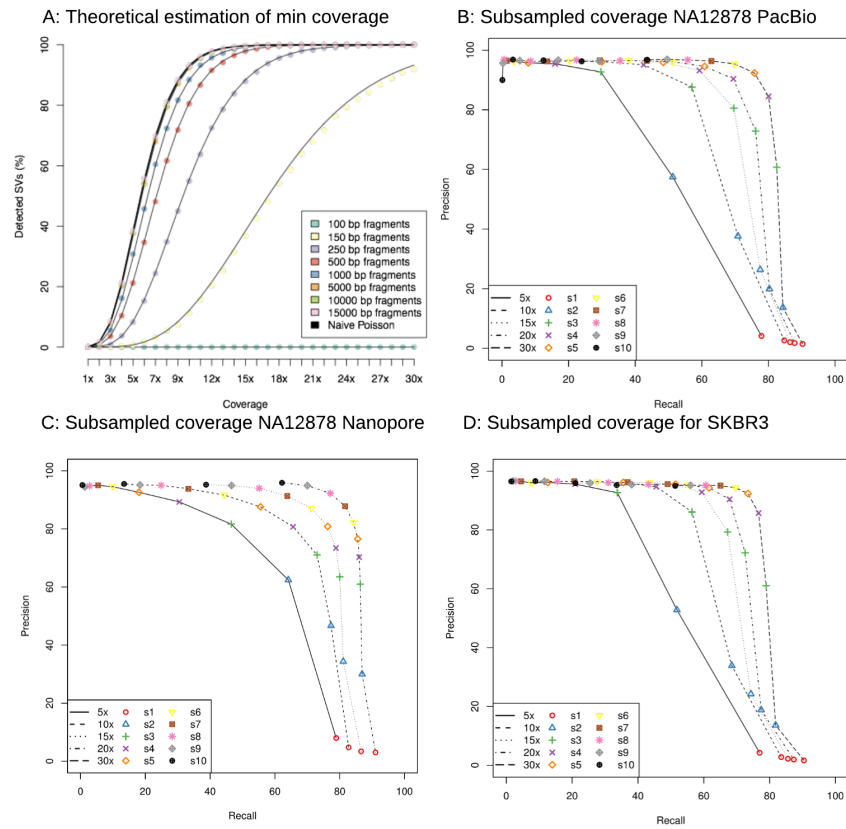 A: Theoretical estimation of min coverage
100
80
60
40
20
0
Detected SVs (%)
100 bp fragments
150 bp fragments
250 bp fragments
500 bp fragments
1000 bp fragments
5000 bp fragments
10000 bp fragments
15000 bp fragments
Naive Poisson
1x 3x 5x 7x 9x 12x 15x 18x 21x 24x 27x 30x
Coverage
B: Subsampled coverage NA12878 PacBio
100
80
60
40
20
0
Precision
5x s1 s6
10x s2 s7
15x s3 s8
20x s4 s9
30x s5 s10
0 20 40 60 80 100
Recall
C: Subsampled coverage NA12878 Nanopore
100
80
60
40
20
0
Precision
5x s1 s6
10x s2 s7
15x s3 s8
20x s4 s9
30x s5 s10
0 20 40 60 80 100
Recall
D: Subsampled coverage for SKBR3
100
80
60
40
20
0
Precision
5x s1 s6
10x s2 s7
15x s3 s8
20x s4 s9
30x s5 s10
0 20 40 60 80 100
Recall